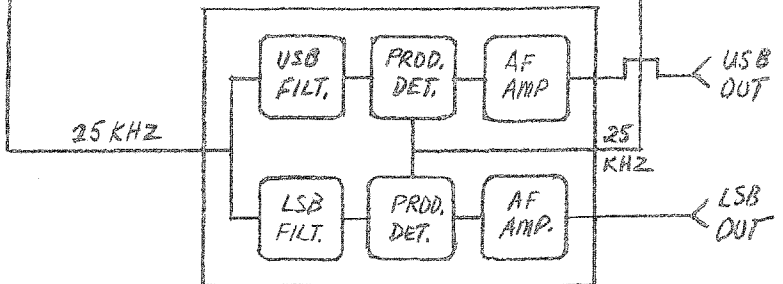 USB
FILT.
PROD.
DET.
AF
AMP
USB
OUT
25 KHZ
25
KHZ
LSB
FILT.
PROD.
DET.
AF
AMP.
LSB
OUT